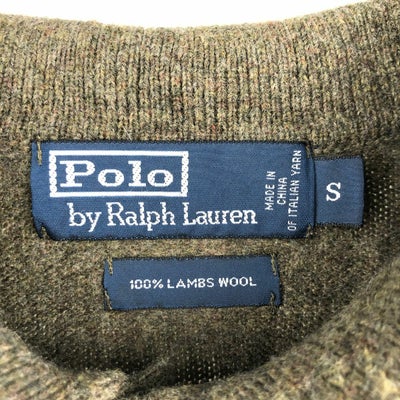 Polo
by Ralph Lauren
MADE IN
CHINA
OF ITALIAN YARN
S
100% LAMBS WOOL